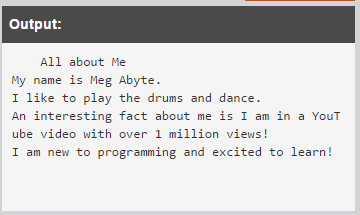 Output:
All about Me
My name is Meg Abyte.
I like to play the drums and dance.
An interesting fact about me is I am in a YouT
ube video with over 1 million views!
I am new to programming and excited to learn!